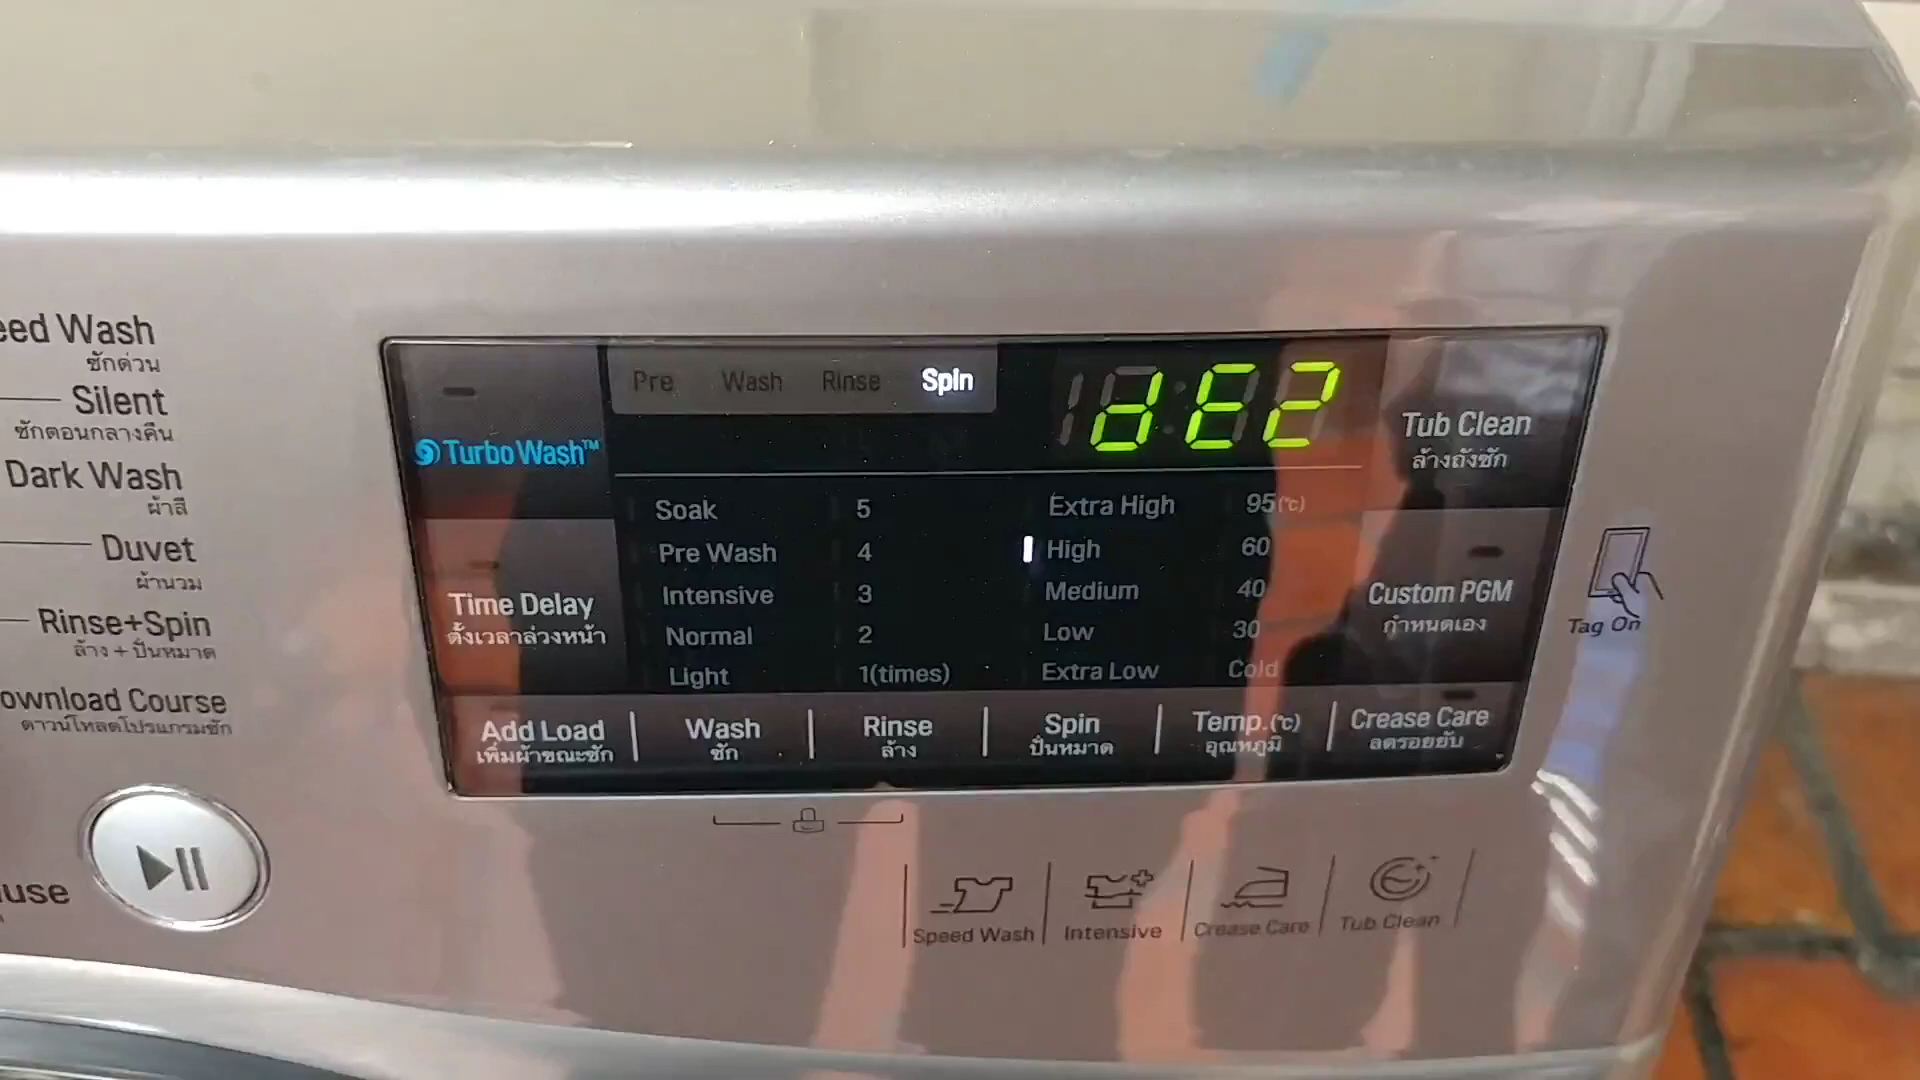 eed Wash
ซักด่วน
Silent
ซักตอนกลางคืน
Dark Wash
ผ้าสี
Duvet
ผ้านวม
Rinse+Spin
ล้าง + ปั่นหมาด
ownload Course
ดาวน์โหลดโปรแกรมซัก
use
TurboWash™
Pre Wash Rinse Spin
dE2
Tub Clean
ล้างถังซัก
Time Delay
ตั้งเวลาล่วงหน้า
Soak 5 Extra High 95(°c)
Pre Wash 4 High 60
Intensive 3 Medium 40
Normal 2 Low 30
Light 1(times) Extra Low Cold
Custom PGM
กำหนดเอง
Tag On
Add Load Wash Rinse Spin Temp.(°c) Crease Care
เพิ่มผ้าขณะซัก ซัก ล้าง ปั่นหมาด อุณหภูมิ ลดรอยยับ
Speed Wash Intensive Crease Care Tub Clean